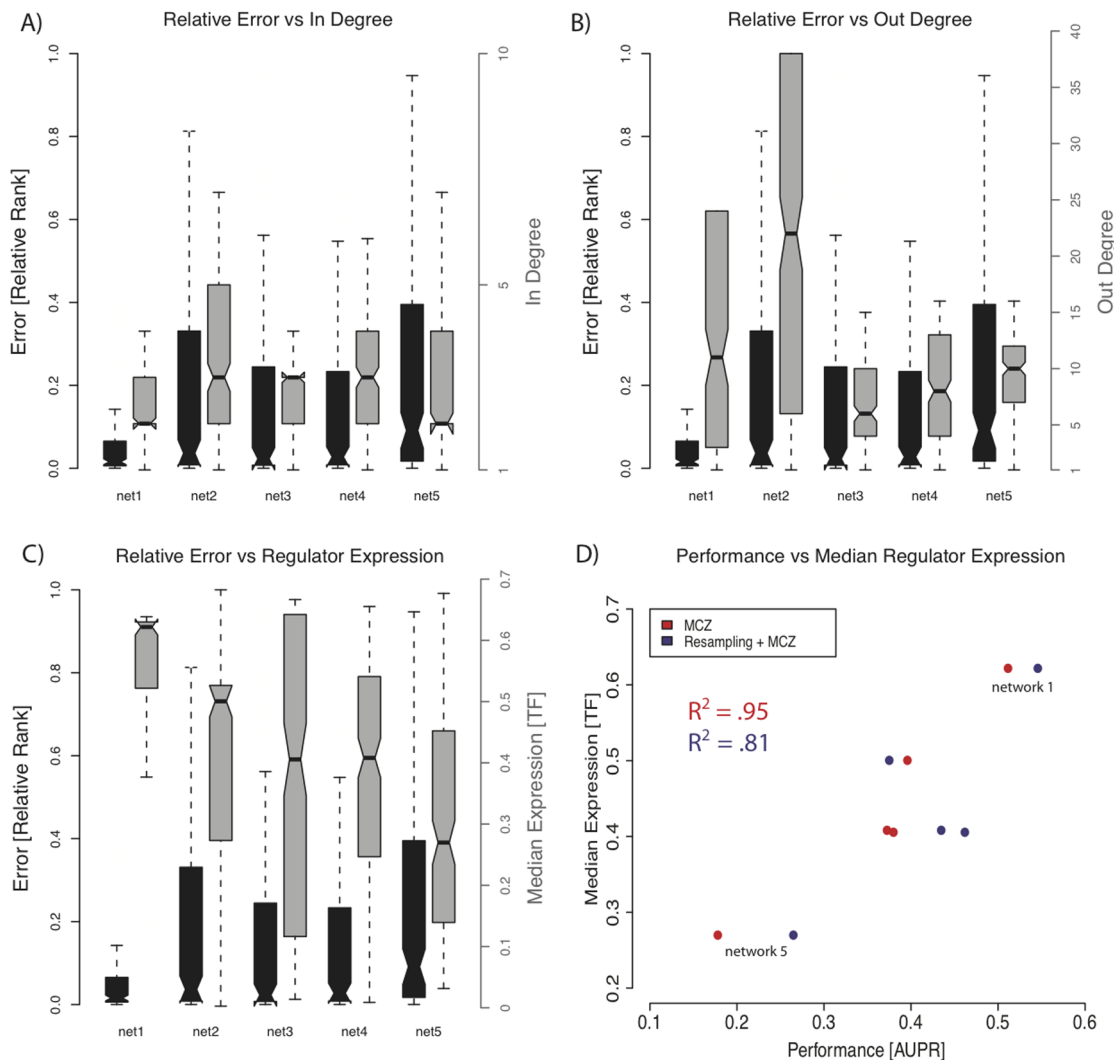 A)
Relative Error vs In Degree
Error [Relative Rank]
0.0 0.2 0.4 0.6 0.8 1.0
net1 net2 net3 net4 net5
1 5 10
In Degree
B)
Relative Error vs Out Degree
Error [Relative Rank]
0.0 0.2 0.4 0.6 0.8 1.0
net1 net2 net3 net4 net5
1 5 10 15 20 25 30 35 40
Out Degree
C)
Relative Error vs Regulator Expression
Error [Relative Rank]
0.0 0.2 0.4 0.6 0.8 1.0
net1 net2 net3 net4 net5
0 0.1 0.2 0.3 0.4 0.5 0.6 0.7
Median Expression [TF]
D)
Performance vs Median Regulator Expression
Median Expression [TF]
0.2 0.3 0.4 0.5 0.6 0.7
MCZ
Resampling + MCZ
R² = .95
R² = .81
network 1
network 5
0.1 0.2 0.3 0.4 0.5 0.6
Performance [AUPR]